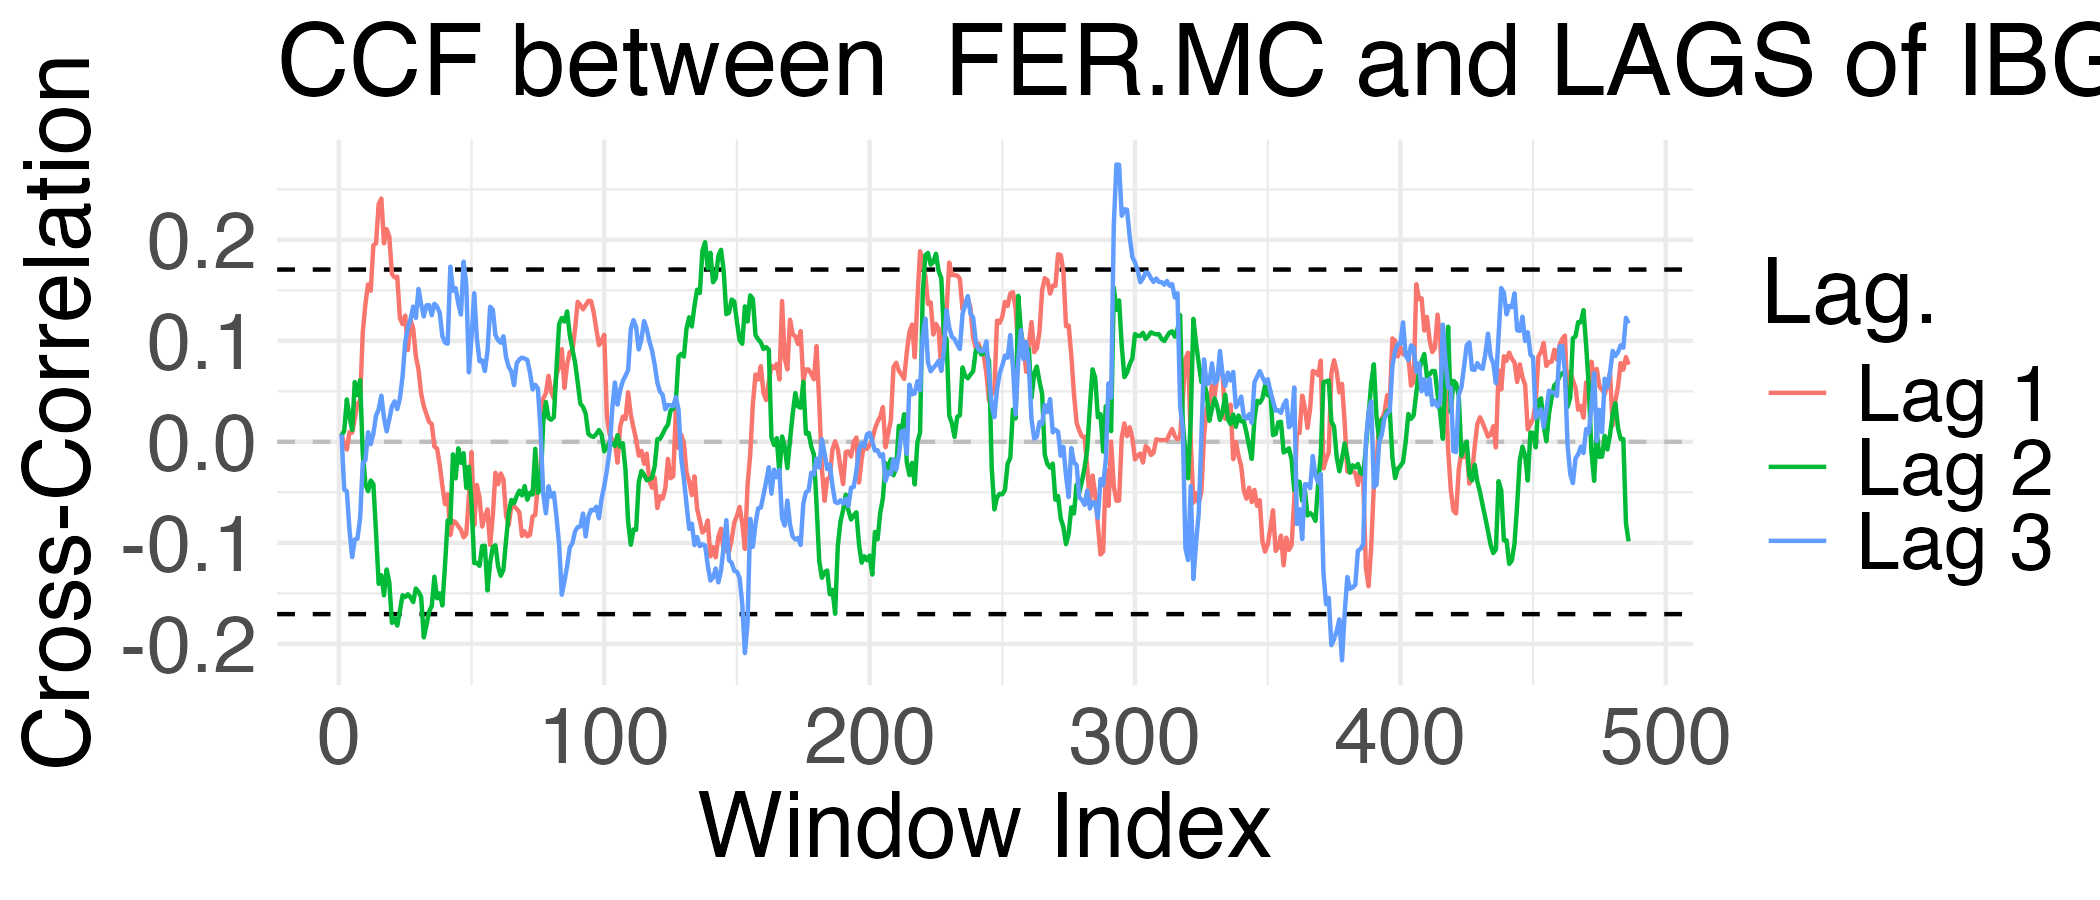 CCF between  FER.MC and LAGS of IBG
Cross-Correlation
0.2
0.1
0.0
-0.1
-0.2
0 100 200 300 400 500
Window Index
Lag.
Lag 1
Lag 2
Lag 3